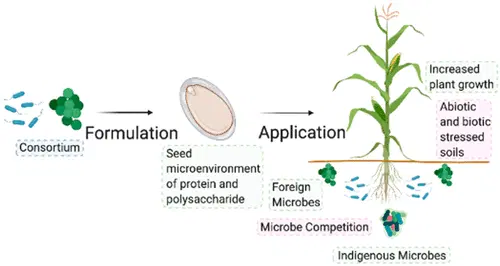 Consortium
Formulation
Seed
microenvironment
of protein and
polysaccharide
Application
Increased
plant growth
Abiotic
and biotic
stressed
soils
Foreign
Microbes
Microbe Competition
Indigenous Microbes